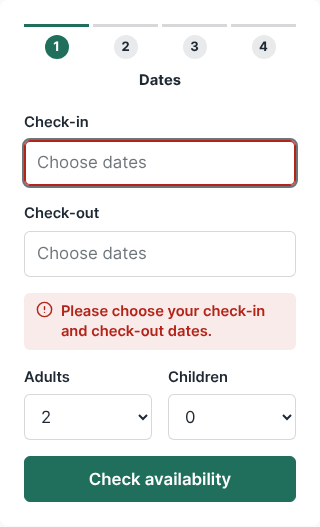 1 2 3 4
Dates
Check-in
Choose dates
Check-out
Choose dates
Please choose your check-in
and check-out dates.
Adults Children
2 0
Check availability